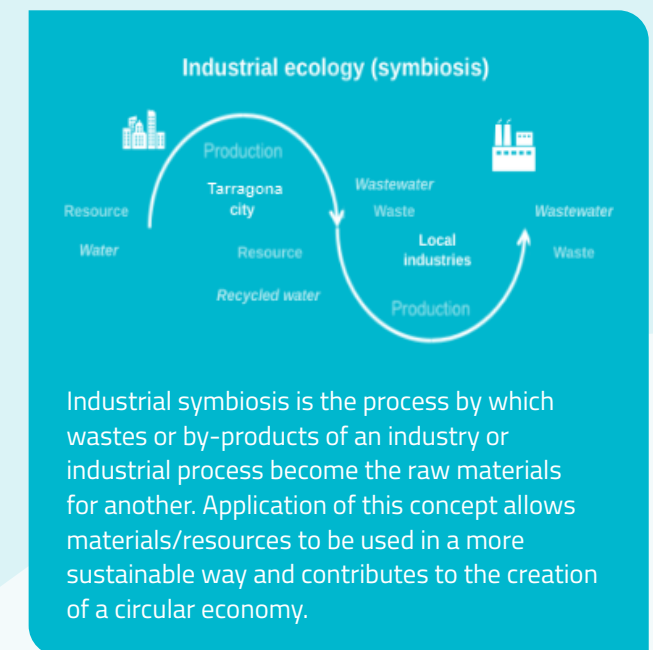 Industrial ecology (symbiosis)
Production
Tarragona
city
Wastewater
Resource
Waste
Wastewater
Water
Resource
Local
industries
Waste
Recycled water
Production
Industrial symbiosis is the process by which
wastes or by-products of an industry or
industrial process become the raw materials
for another. Application of this concept allows
materials/resources to be used in a more
sustainable way and contributes to the creation
of a circular economy.